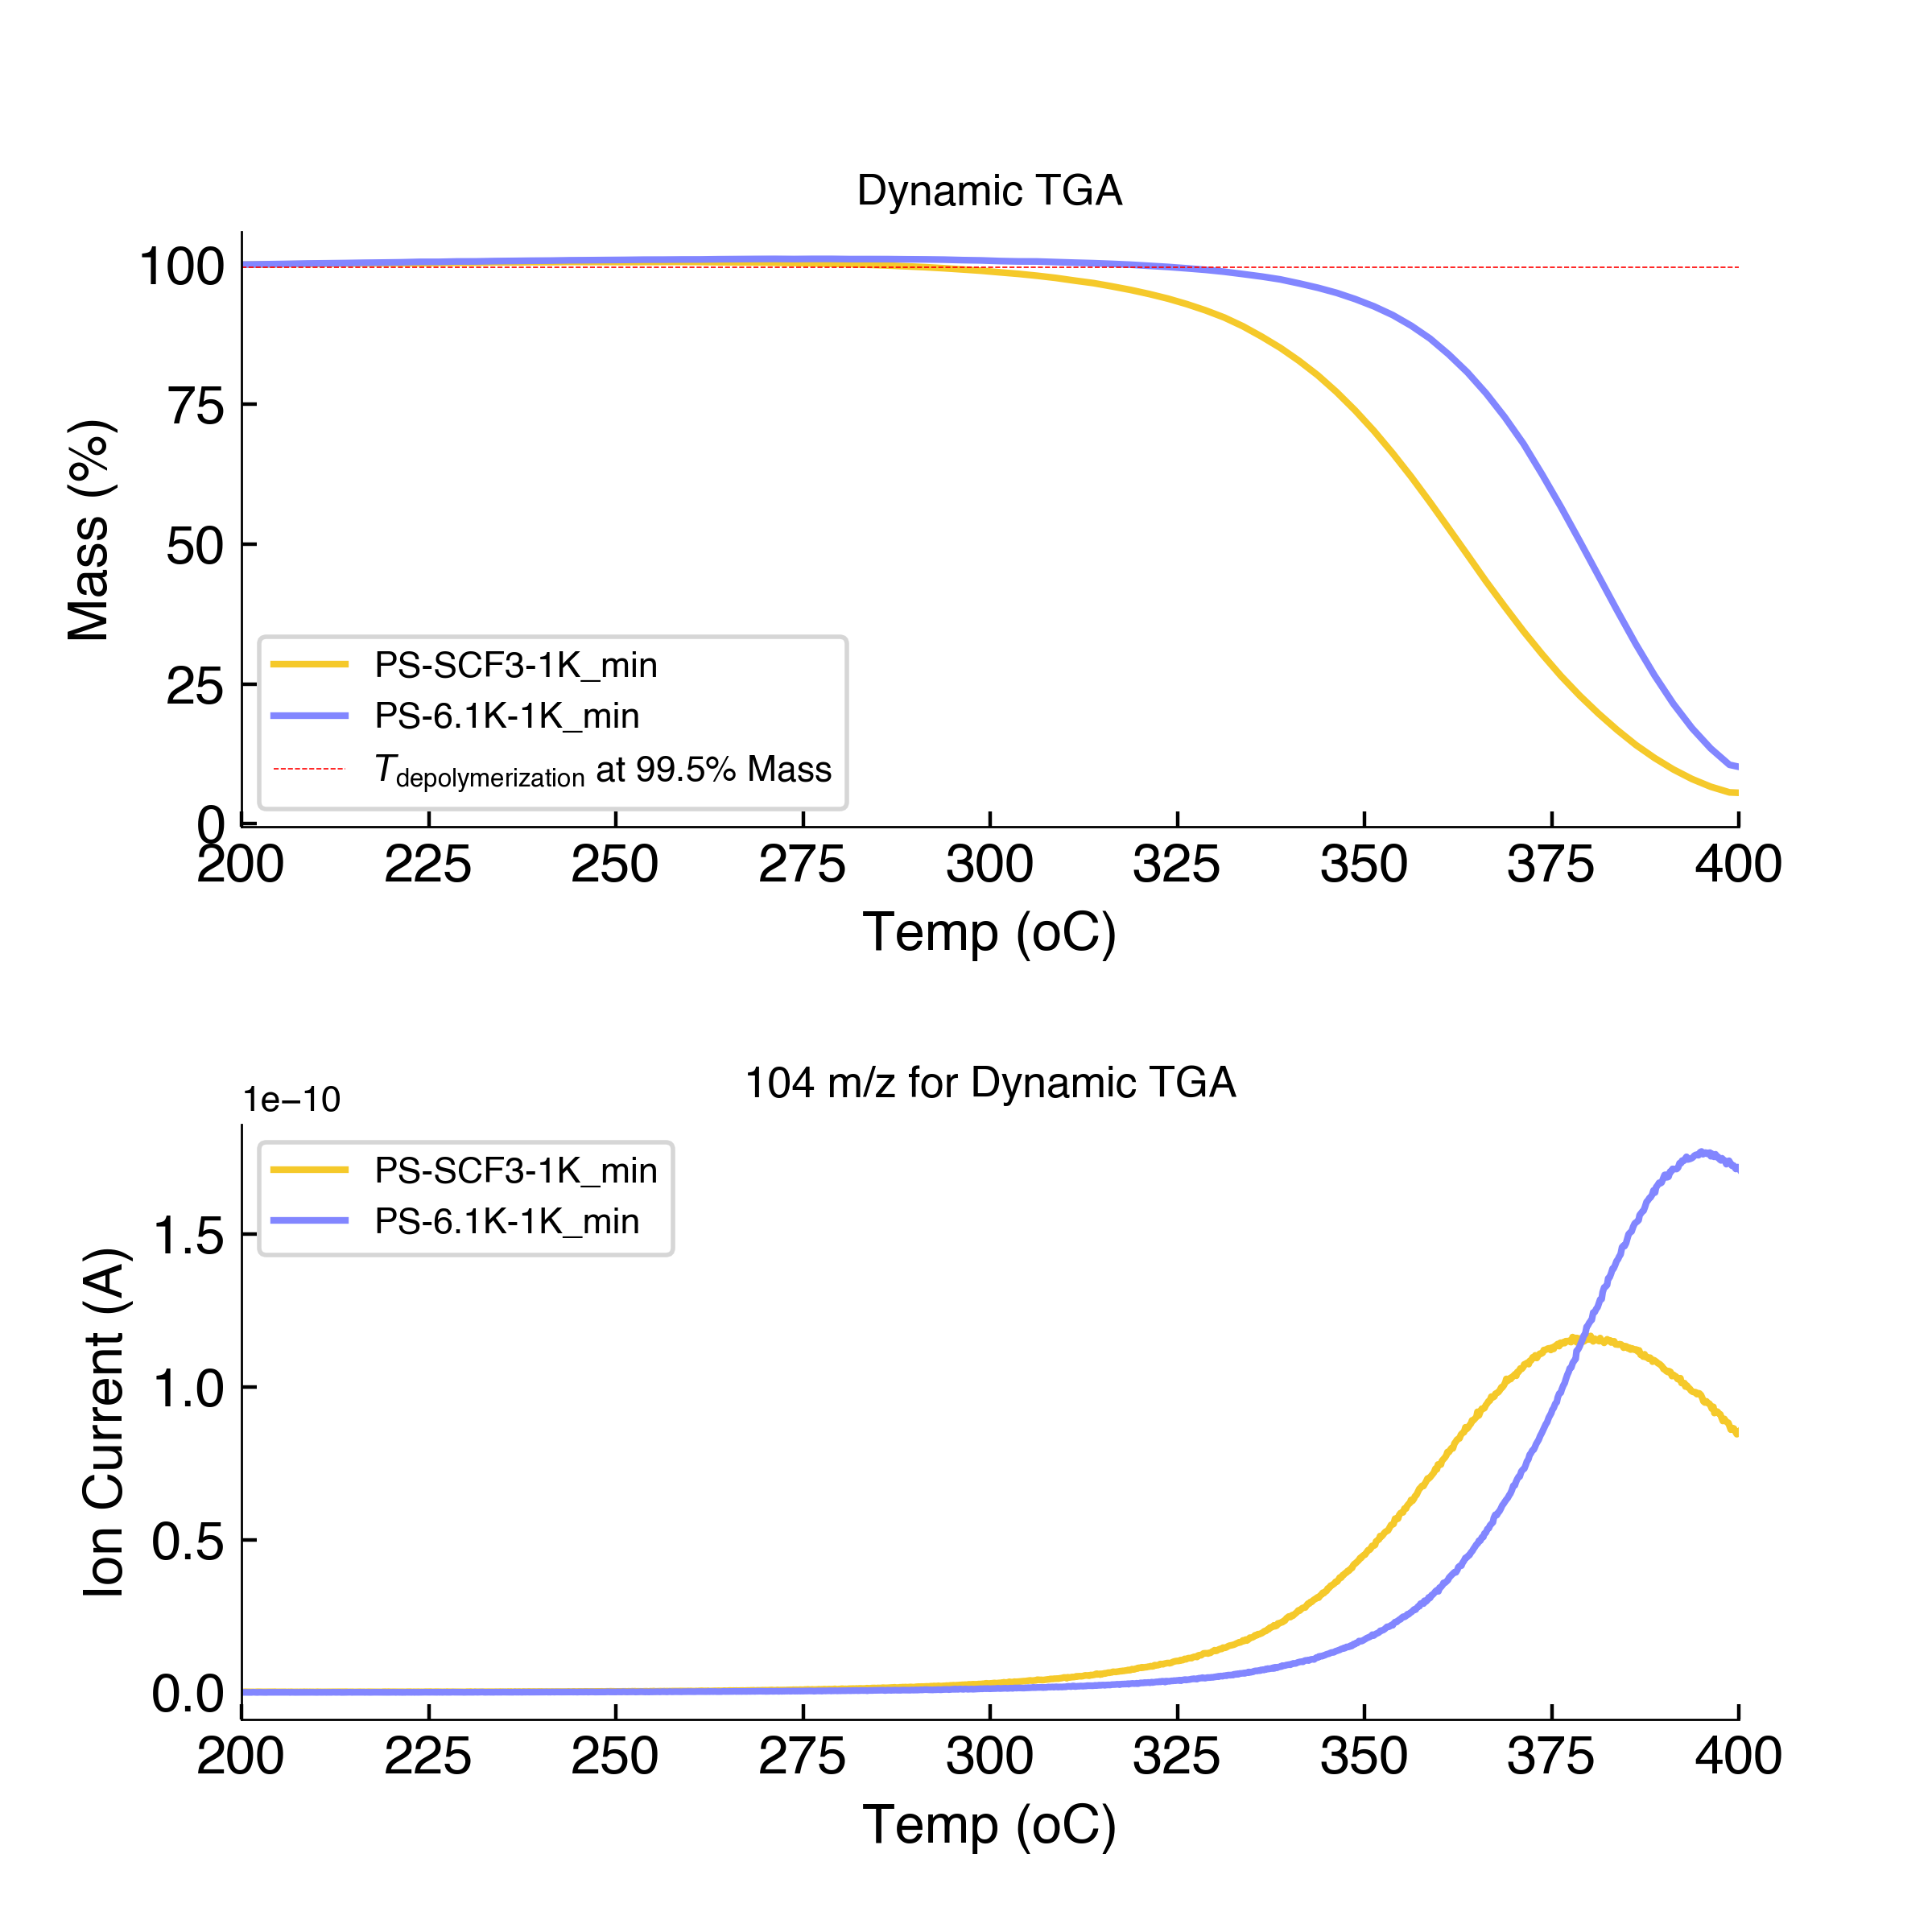 Dynamic TGA
100
75
50
25
0
Mass (%)
PS-SCF3-1K_min
PS-6.1K-1K_min
Tdepolymerization at 99.5% Mass
200 225 250 275 300 325 350 375 400
Temp (oC)
104 m/z for Dynamic TGA
1e−10
PS-SCF3-1K_min
PS-6.1K-1K_min
1.5
1.0
0.5
0.0
Ion Current (A)
200 225 250 275 300 325 350 375 400
Temp (oC)